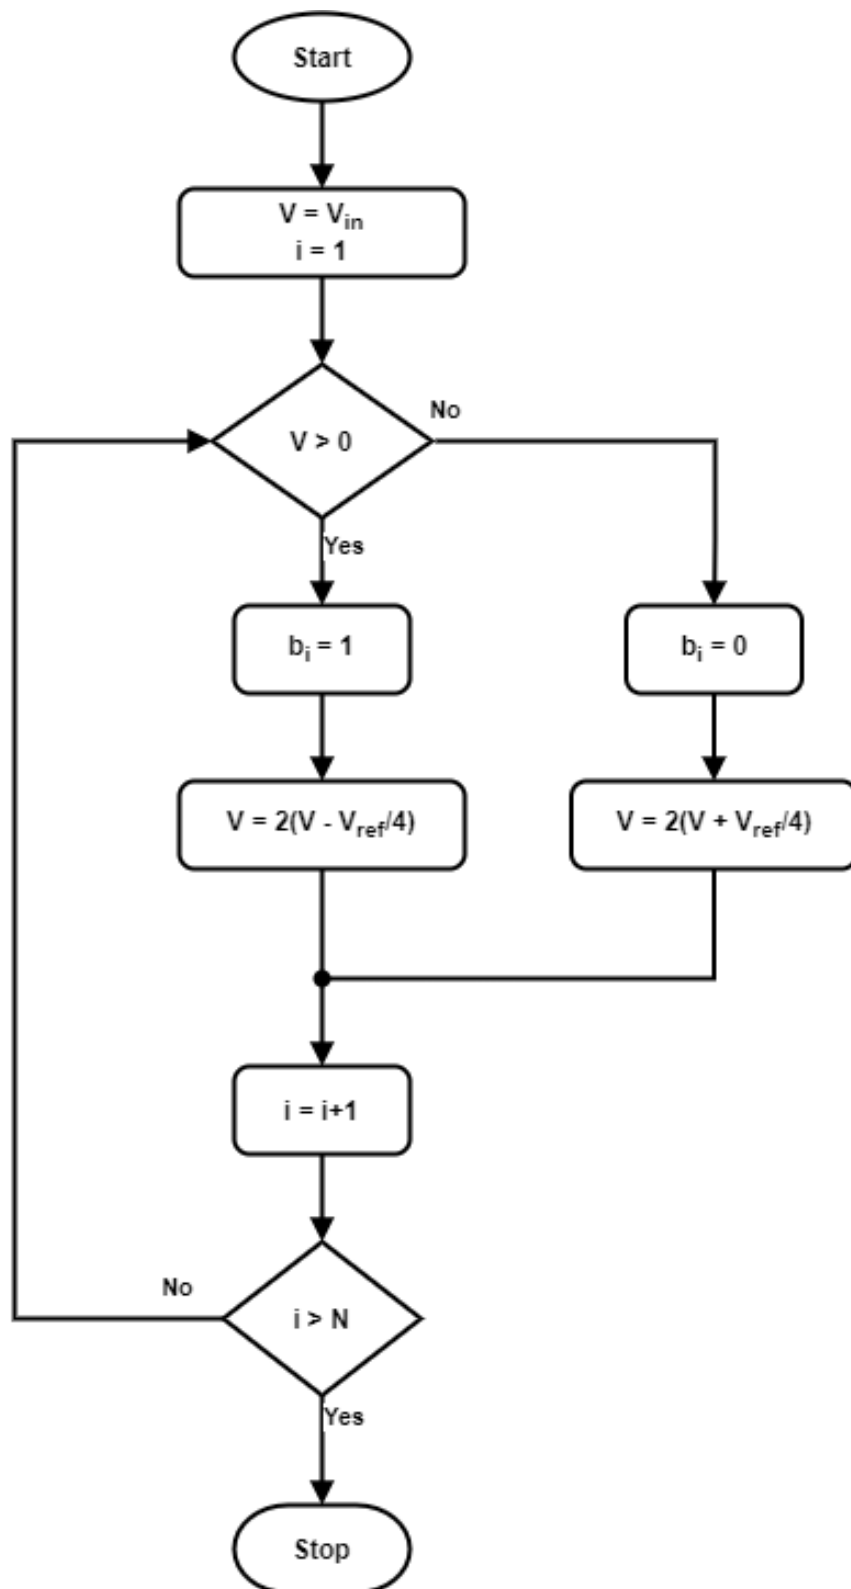 Start
V = Vin
i = 1
V > 0
No
Yes
bi = 1
bi = 0
V = 2(V - Vref/4)
V = 2(V + Vref/4)
i = i+1
No
i > N
Yes
Stop